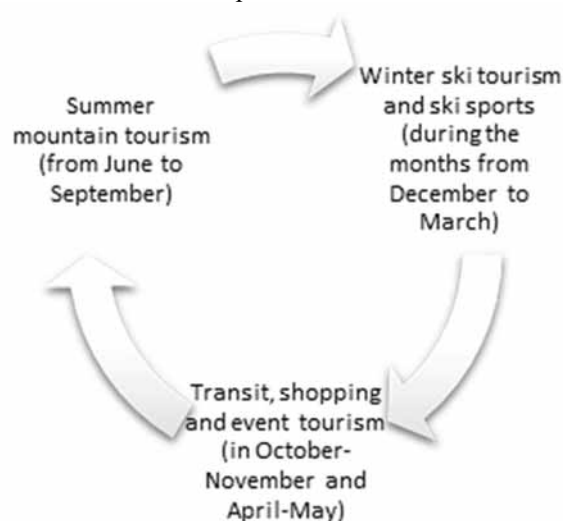 Summer
mountain tourism
(from June to
September)
Winter ski tourism
and ski sports
(during the
months from
December to
March)
Transit, shopping
and event tourism
(in October-
November and
April-May)